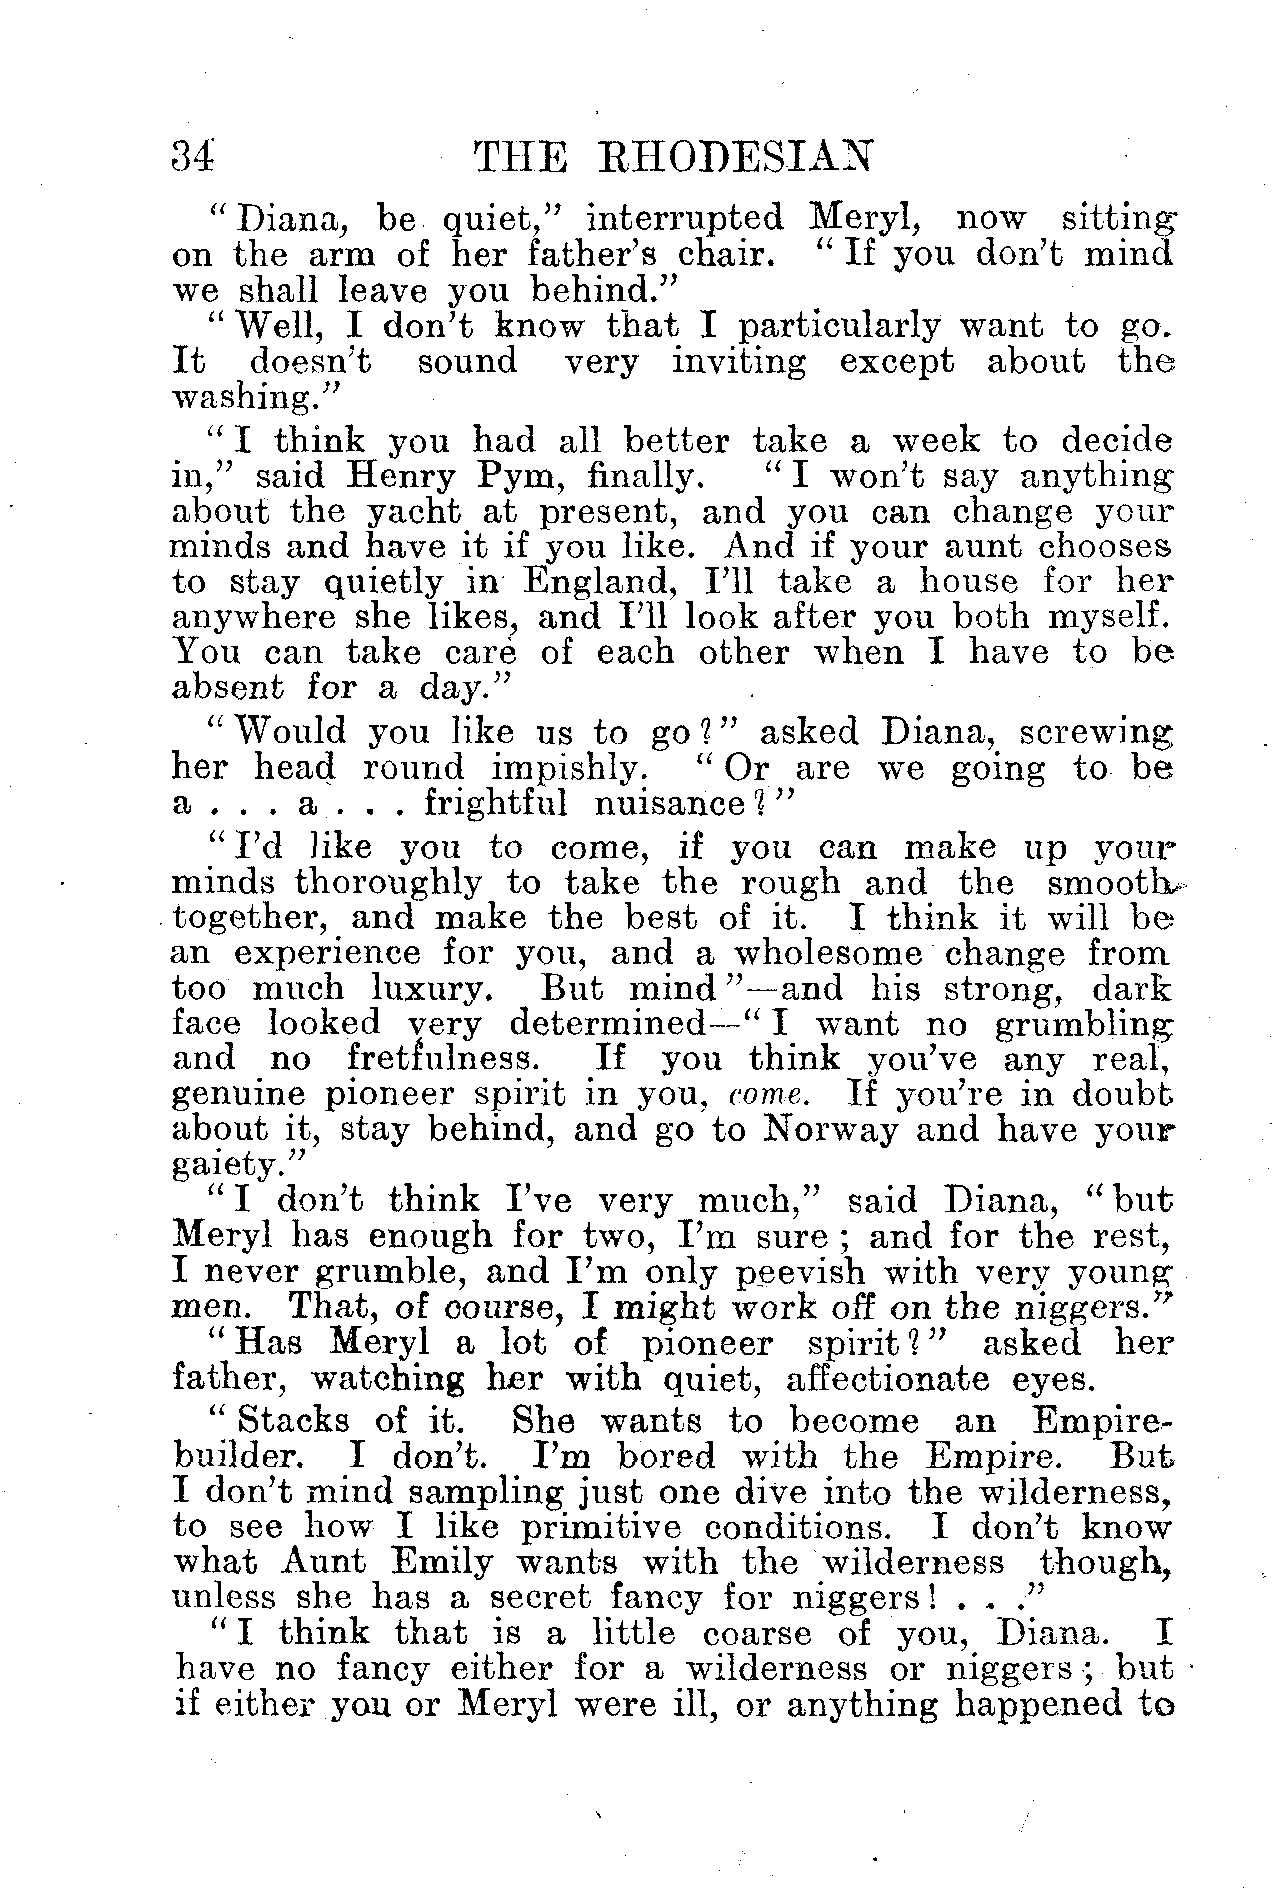 34 THE RHODESIAN
"Diana, be quiet," interrupted Meryl, now sitting
on the arm of her father's chair. "If you don't mind
we shall leave you behind."
"Well, I don't know that I particularly want to go.
It doesn't sound very inviting except about the
washing."
"I think you had all better take a week to decide
in," said Henry Pym, finally. "I won't say anything
about the yacht at present, and you can change your
minds and have it if you like. And if your aunt chooses
to stay quietly in England, I'll take a house for her
anywhere she likes, and I'll look after you both myself.
You can take care of each other when I have to be
absent for a day."
"Would you like us to go?" asked Diana, screwing
her head round impishly. "Or are we going to be
a . . . a . . . frightful nuisance?"
"I'd like you to come, if you can make up your
minds thoroughly to take the rough and the smooth
together, and make the best of it. I think it will be
an experience for you, and a wholesome change from
too much luxury. But mind"—and his strong, dark
face looked very determined—"I want no grumbling
and no fretfulness. If you think you've any real,
genuine pioneer spirit in you, come. If you're in doubt
about it, stay behind, and go to Norway and have your
gaiety."
"I don't think I've very much," said Diana, "but
Meryl has enough for two, I'm sure; and for the rest,
I never grumble, and I'm only peevish with very young
men. That, of course, I might work off on the niggers."
"Has Meryl a lot of pioneer spirit?" asked her
father, watching her with quiet, affectionate eyes.
"Stacks of it. She wants to become an Empire-
builder. I don't. I'm bored with the Empire. But
I don't mind sampling just one dive into the wilderness,
to see how I like primitive conditions. I don't know
what Aunt Emily wants with the wilderness though,
unless she has a secret fancy for niggers! . . ."
"I think that is a little coarse of you, Diana. I
have no fancy either for a wilderness or niggers; but
if either you or Meryl were ill, or anything happened to